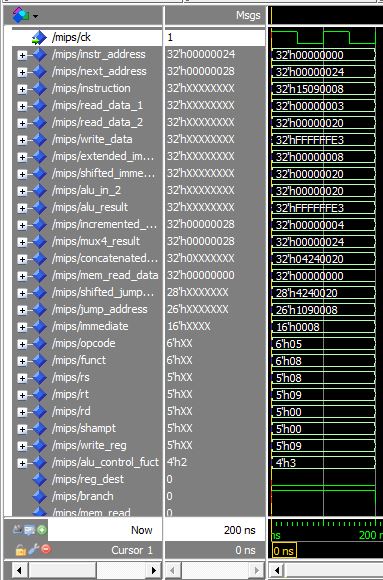 Msgs
/mips/ck 1
/mips/instr_address 32'h00000024 32'h00000000
/mips/next_address 32'h00000028 32'h00000024
/mips/instruction 32'hXXXXXXXX 32'h15090008
/mips/read_data_1 32'hXXXXXXXX 32'h00000003
/mips/read_data_2 32'hXXXXXXXX 32'h00000020
/mips/write_data 32'hXXXXXXXX 32'hFFFFFFE3
/mips/extended_im... 32'hXXXXXXXX 32'h00000008
/mips/shifted_imme... 32'hXXXXXXXX 32'h00000020
/mips/alu_in_2 32'hXXXXXXXX 32'h00000020
/mips/alu_result 32'hXXXXXXXX 32'hFFFFFFE3
/mips/incremented_... 32'h00000028 32'h00000004
/mips/mux4_result 32'h00000028 32'h00000024
/mips/concatenated... 32'h0XXXXXXX 32'h04240020
/mips/mem_read_data 32'h00000000 32'h00000000
/mips/shifted_jump... 28'hXXXXXXX 28'h4240020
/mips/jump_address 26'hXXXXXXX 26'h1090008
/mips/immediate 16'hXXXX 16'h0008
/mips/opcode 6'hXX 6'h05
/mips/funct 6'hXX 6'h08
/mips/rs 5'hXX 5'h08
/mips/rt 5'hXX 5'h09
/mips/rd 5'hXX 5'h00
/mips/shampt 5'hXX 5'h00
/mips/write_reg 5'hXX 5'h09
/mips/alu_control_fuct 4'h2 4'h3
/mips/reg_dest 0
/mips/branch 0
/mips/mem_read 0
Now 200 ns ns 200
Cursor 1 0 ns 0 ns